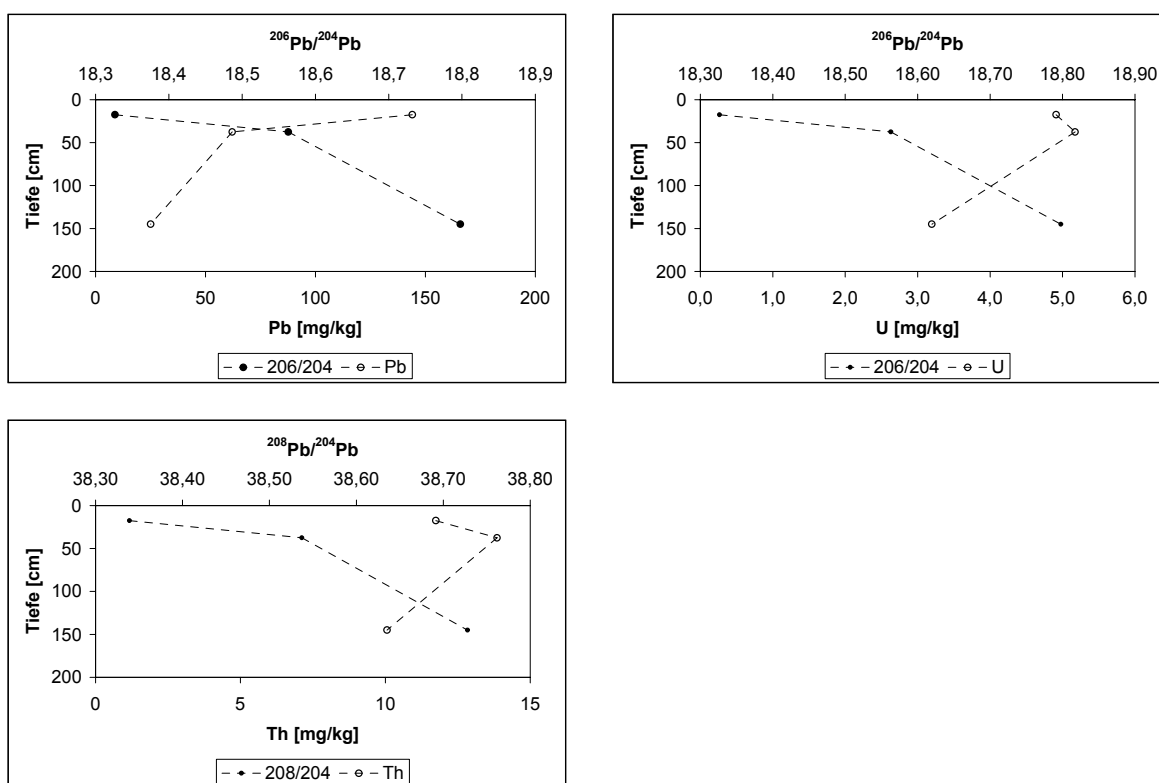 ²⁰⁶Pb/²⁰⁴Pb
18,3 18,4 18,5 18,6 18,7 18,8 18,9
0
50
100
150
200
Tiefe [cm]
0 50 100 150 200
Pb [mg/kg]
206/204 Pb
²⁰⁶Pb/²⁰⁴Pb
18,30 18,40 18,50 18,60 18,70 18,80 18,90
0
50
100
150
200
Tiefe [cm]
0,0 1,0 2,0 3,0 4,0 5,0 6,0
U [mg/kg]
206/204 U
²⁰⁸Pb/²⁰⁴Pb
38,30 38,40 38,50 38,60 38,70 38,80
0
50
100
150
200
Tiefe [cm]
0 5 10 15
Th [mg/kg]
208/204 Th